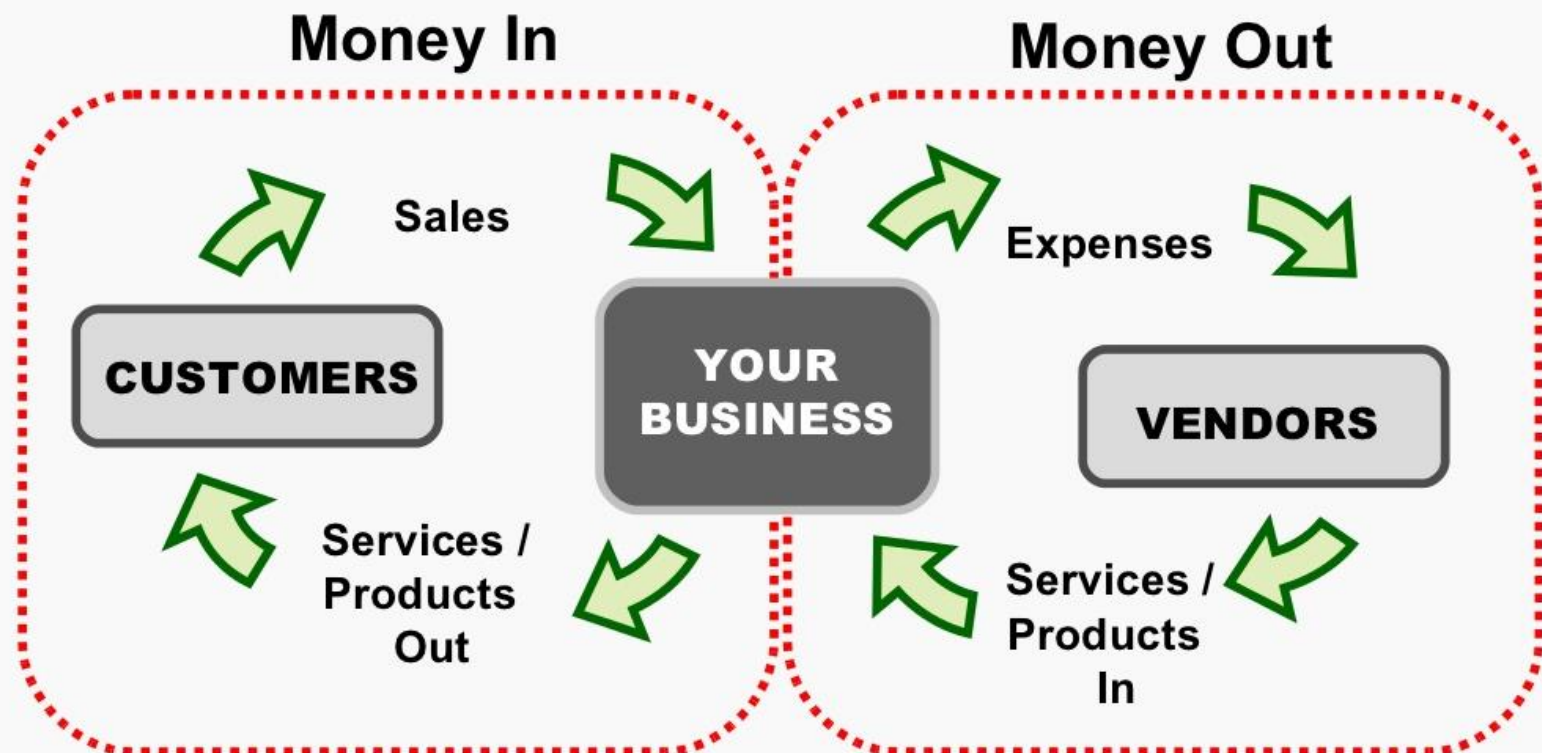 Money In
Money Out
Sales
Expenses
CUSTOMERS
YOUR
BUSINESS
VENDORS
Services /
Products
Out
Services /
Products
In